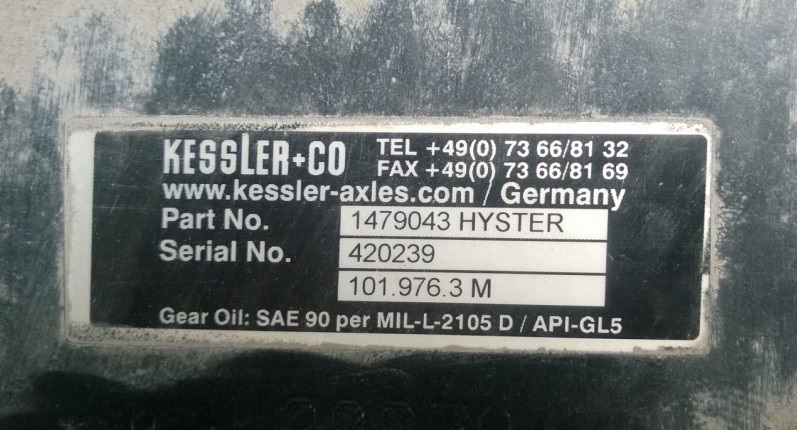 KESSLER+CO
TEL +49(0) 73 66/81 32
FAX +49(0) 73 66/81 69
www.kessler-axles.com / Germany
Part No. 1479043 HYSTER
Serial No. 420239
101.976.3 M
Gear Oil: SAE 90 per MIL-L-2105 D / API-GL5